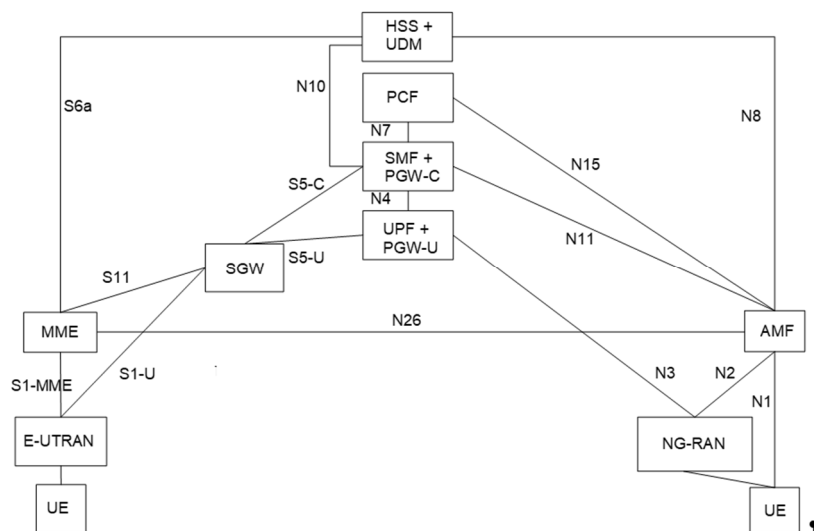 HSS +
UDM
N10
PCF
S6a
N8
N7
N15
SMF +
PGW-C
S5-C
N4
N11
UPF +
PGW-U
SGW
S5-U
S11
MME
N26
AMF
S1-U
N3
N2
S1-MME
N1
E-UTRAN
NG-RAN
UE
UE